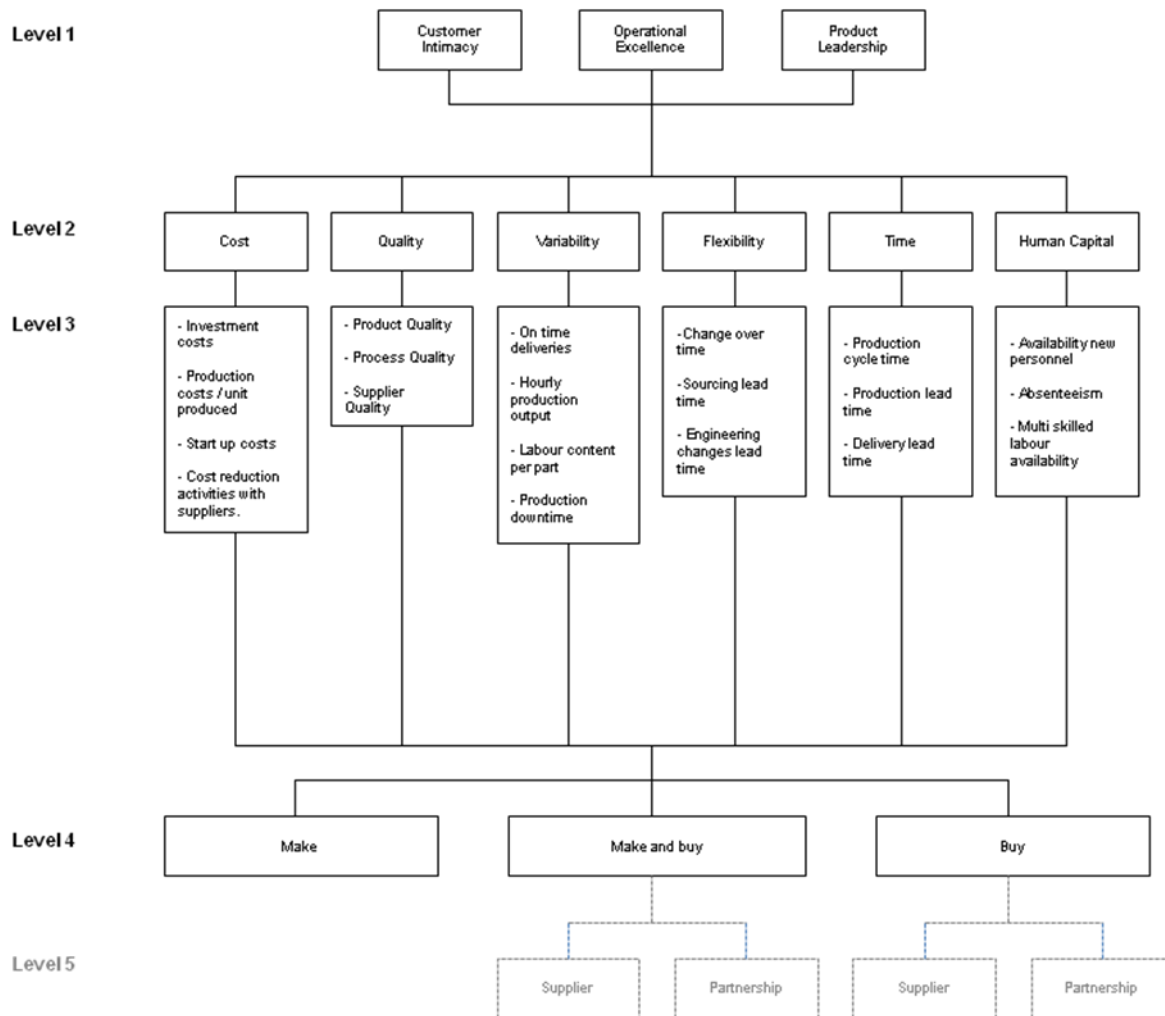 Level 1
Customer
Intimacy
Operational
Excellence
Product
Leadership
Level 2
Cost
Quality
Variability
Flexibility
Time
Human Capital
Level 3
- Investment
costs
- Production
costs / unit
produced
- Start up costs
- Cost reduction
activities with
suppliers.
- Product Quality
- Process Quality
- Supplier
Quality
- On time
deliveries
- Hourly
production
output
- Labour content
per part
- Production
downtime
-Change over
time
- Sourcing lead
time
- Engineering
changes lead
time
- Production
cycle time
- Production lead
time
- Delivery lead
time
- Availability new
personnel
- Absenteeism
- Multi skilled
labour
availability
Level 4
Make
Make and buy
Buy
Level 5
Supplier
Partnership
Supplier
Partnership